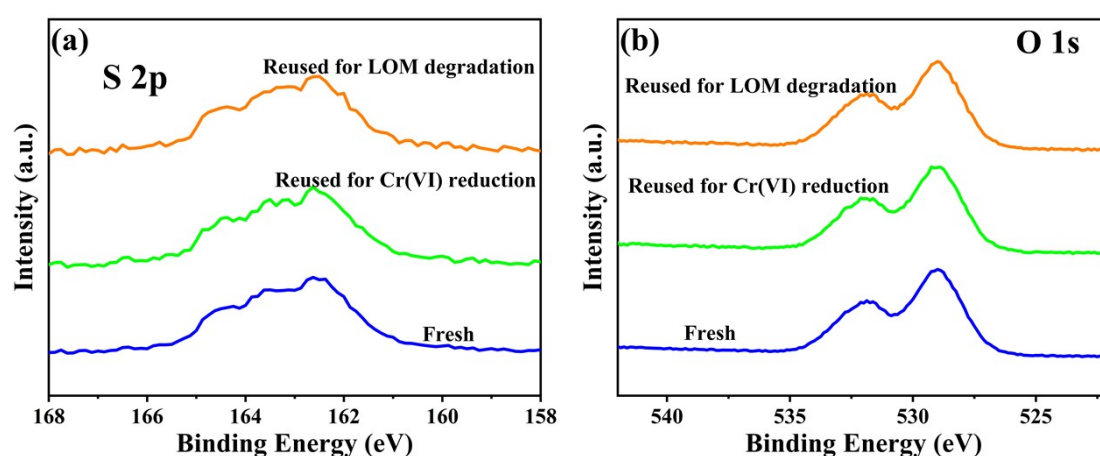 (a)
S 2p
Reused for LOM degradation
Reused for Cr(VI) reduction
Fresh
Intensity (a.u.)
168 166 164 162 160 158
Binding Energy (eV)
(b)
O 1s
Reused for LOM degradation
Reused for Cr(VI) reduction
Fresh
Intensity (a.u.)
540 535 530 525
Binding Energy (eV)